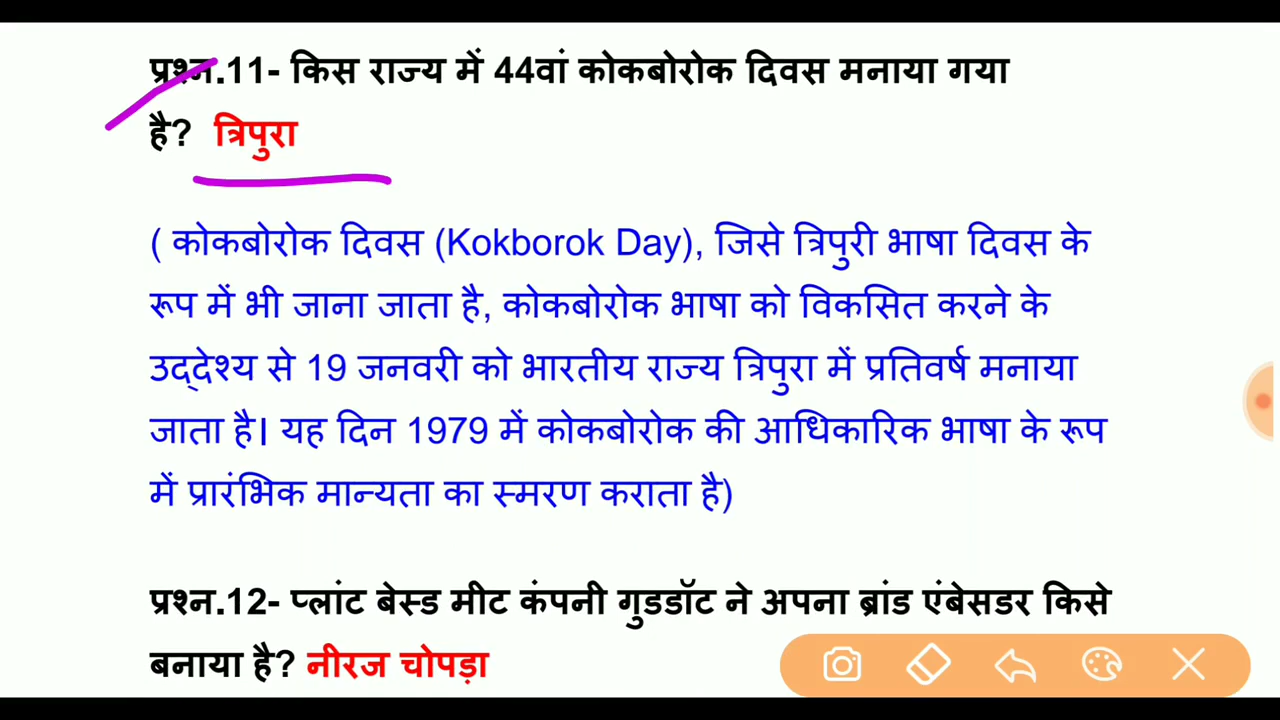 प्रश्न.11- किस राज्य में 44वां कोकबोरोक दिवस मनाया गया
है? त्रिपुरा
( कोकबोरोक दिवस (Kokborok Day), जिसे त्रिपुरी भाषा दिवस के
रूप में भी जाना जाता है, कोकबोरोक भाषा को विकसित करने के
उद्देश्य से 19 जनवरी को भारतीय राज्य त्रिपुरा में प्रतिवर्ष मनाया
जाता है। यह दिन 1979 में कोकबोरोक की आधिकारिक भाषा के रूप
में प्रारंभिक मान्यता का स्मरण कराता है)
प्रश्न.12- प्लांट बेस्ड मीट कंपनी गुडडॉट ने अपना ब्रांड एंबेसडर किसे
बनाया है? नीरज चोपड़ा